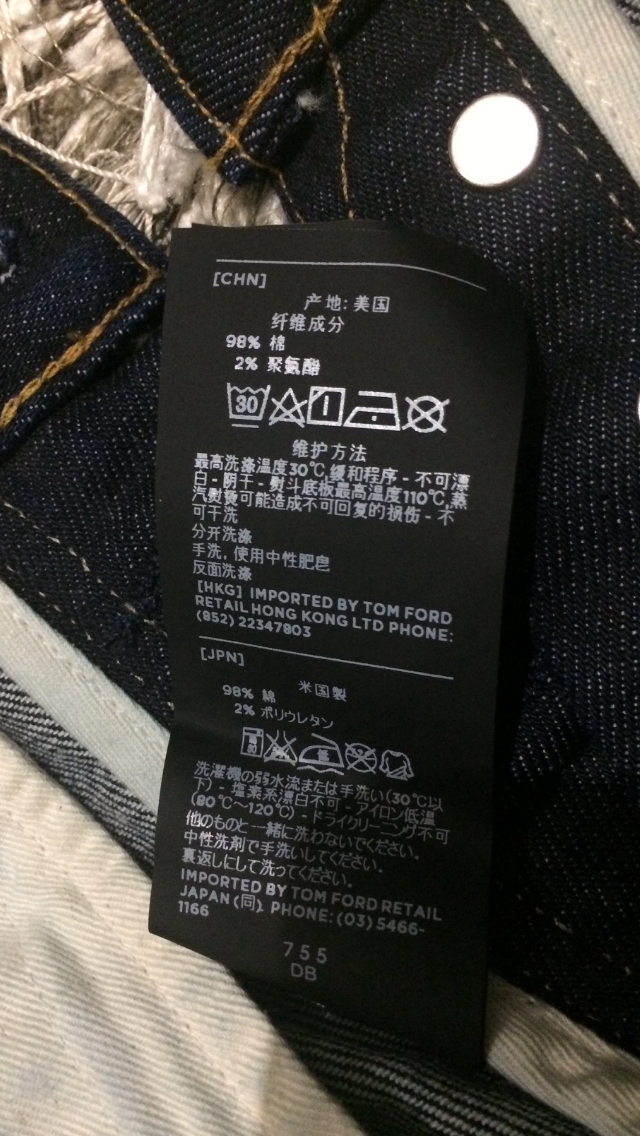 [CHN]
产地: 美国
纤维成分
98% 棉
2% 聚氨酯
30
维护方法
最高洗涤温度30℃,缓和程序 - 不可漂
白 - 阴干 - 熨斗底板最高温度110℃,蒸
汽熨烫可能造成不可回复的损伤 - 不
可干洗
分开洗涤
手洗, 使用中性肥皂
反面洗涤
[HKG] IMPORTED BY TOM FORD
RETAIL HONG KONG LTD PHONE:
(852) 22347803
[JPN]
米国製
98% 綿
2% ポリウレタン
洗濯機の弱水流または手洗い(30℃以
下) - 塩素系漂白不可 - アイロン低温
(80℃～120℃) - ドライクリーニング不可
他のものと一緒に洗わないでください。
中性洗剤で手洗いしてください。
裏返しにして洗ってください。
IMPORTED BY TOM FORD RETAIL
JAPAN (同). PHONE: (03) 5466-
1166
755
DB